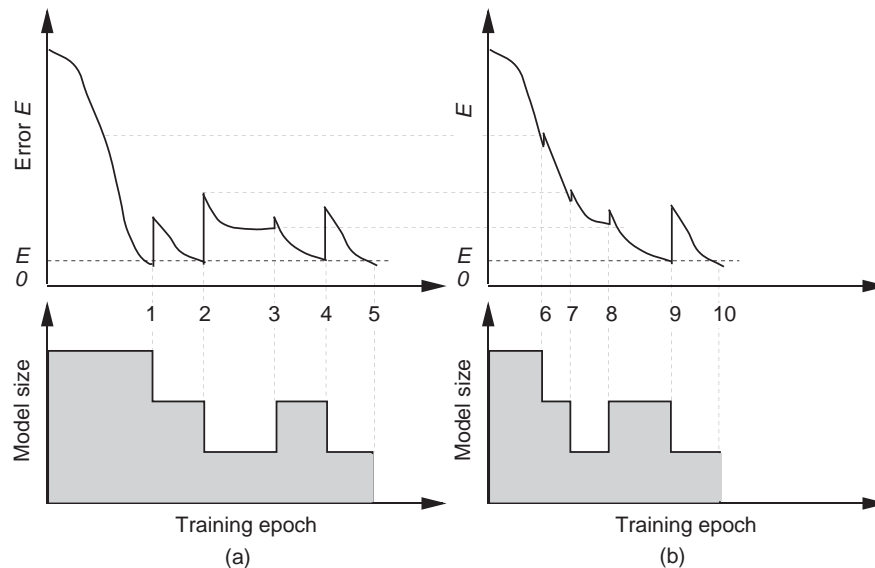 Error E
E
0
1 2 3 4 5
Model size
Training epoch
(a)
E
E
0
6 7 8 9 10
Model size
Training epoch
(b)